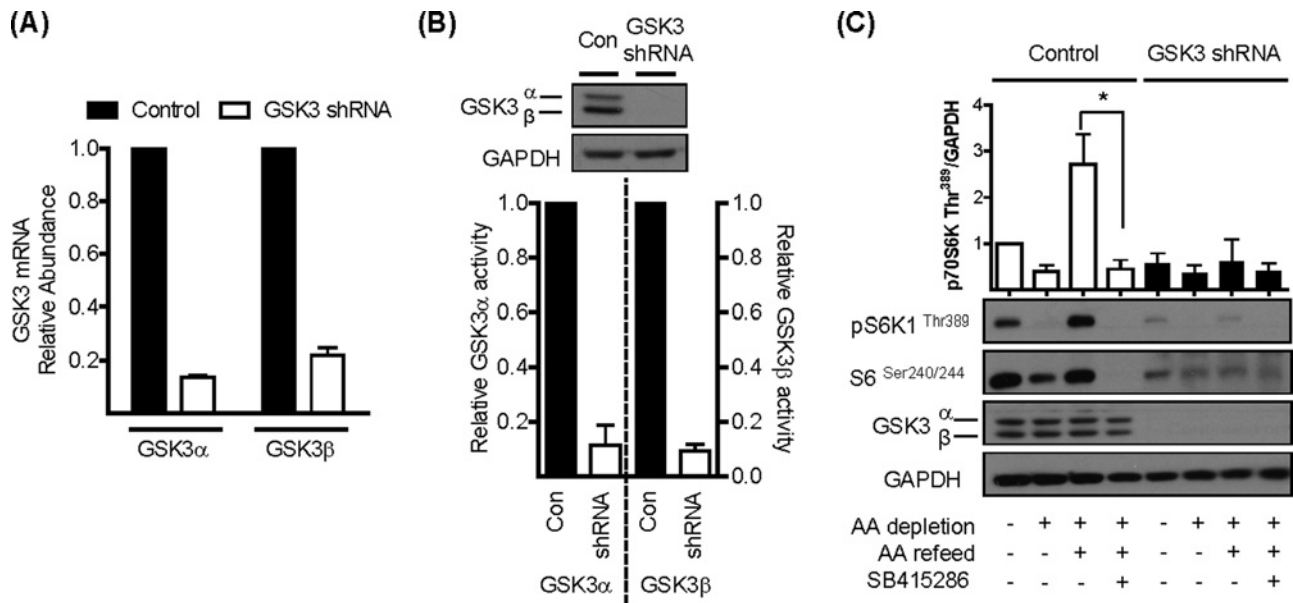 (A)
Control GSK3 shRNA
GSK3 mRNA
Relative Abundance
1.0
0.8
0.6
0.4
0.2
GSK3α GSK3β
(B)
Con GSK3 shRNA
GSK3 α
β
GAPDH
Relative GSK3α activity
1.0
0.8
0.6
0.4
0.2
Relative GSK3β activity
1.0
0.8
0.6
0.4
0.2
0.0
Con shRNA Con shRNA
GSK3α GSK3β
(C)
Control GSK3 shRNA
p70S6K Thr³⁸⁹/GAPDH
4
3
2
1
*
pS6K1 Thr389
S6 Ser240/244
GSK3 α
β
GAPDH
AA depletion - + + + - + + +
AA refeed - - + + - - + +
SB415286 - - - + - - - +